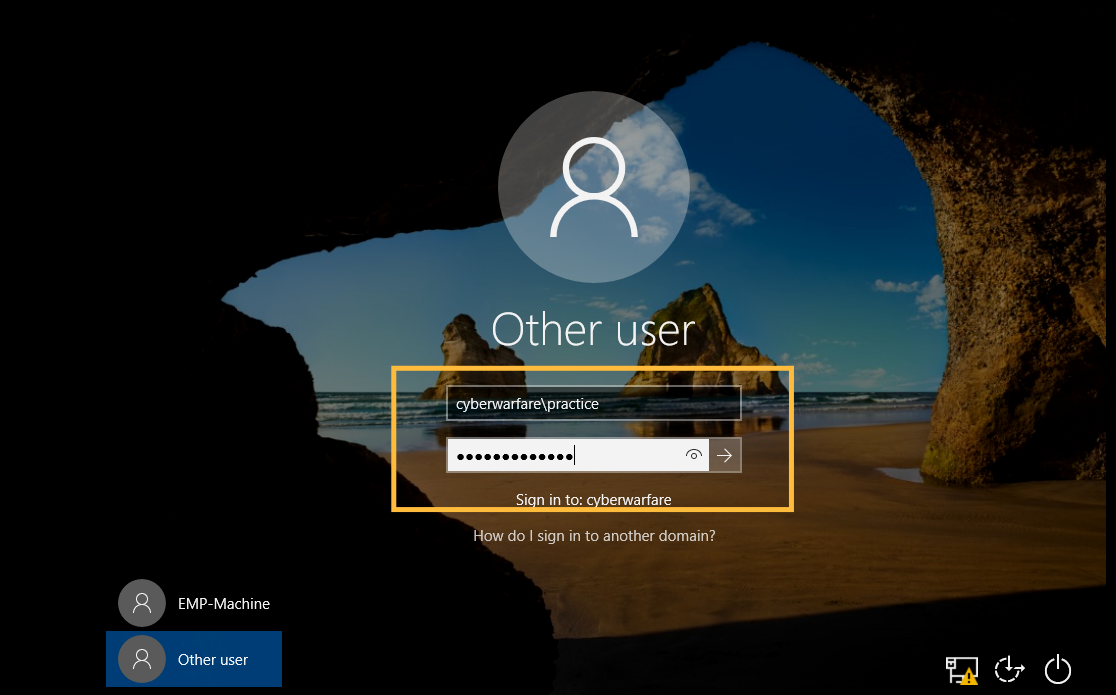 Other user
cyberwarfare\practice
Sign in to: cyberwarfare
How do I sign in to another domain?
EMP-Machine
Other user